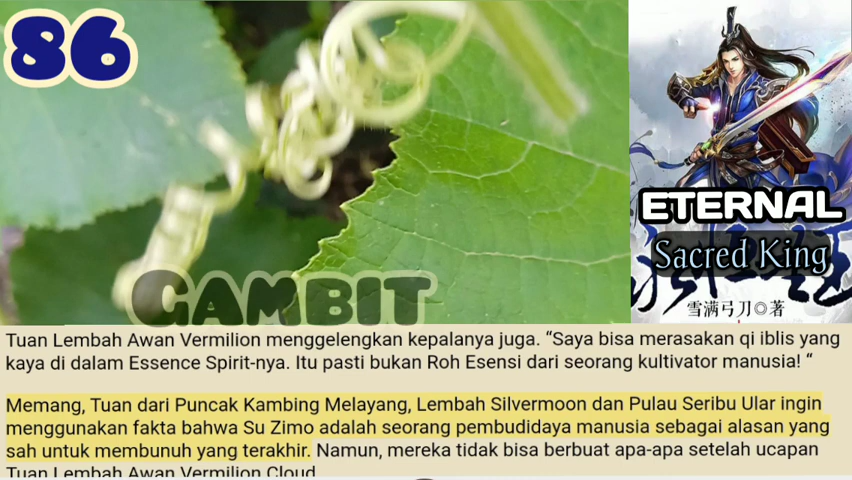 86
GAMBIT
ETERNAL
Sacred King
雪满弓刀◎著
Tuan Lembah Awan Vermilion menggelengkan kepalanya juga. “Saya bisa merasakan qi iblis yang
kaya di dalam Essence Spirit-nya. Itu pasti bukan Roh Esensi dari seorang kultivator manusia! “
Memang, Tuan dari Puncak Kambing Melayang, Lembah Silvermoon dan Pulau Seribu Ular ingin
menggunakan fakta bahwa Su Zimo adalah seorang pembudidaya manusia sebagai alasan yang
sah untuk membunuh yang terakhir. Namun, mereka tidak bisa berbuat apa-apa setelah ucapan
Tuan Lembah Awan Vermilion Cloud